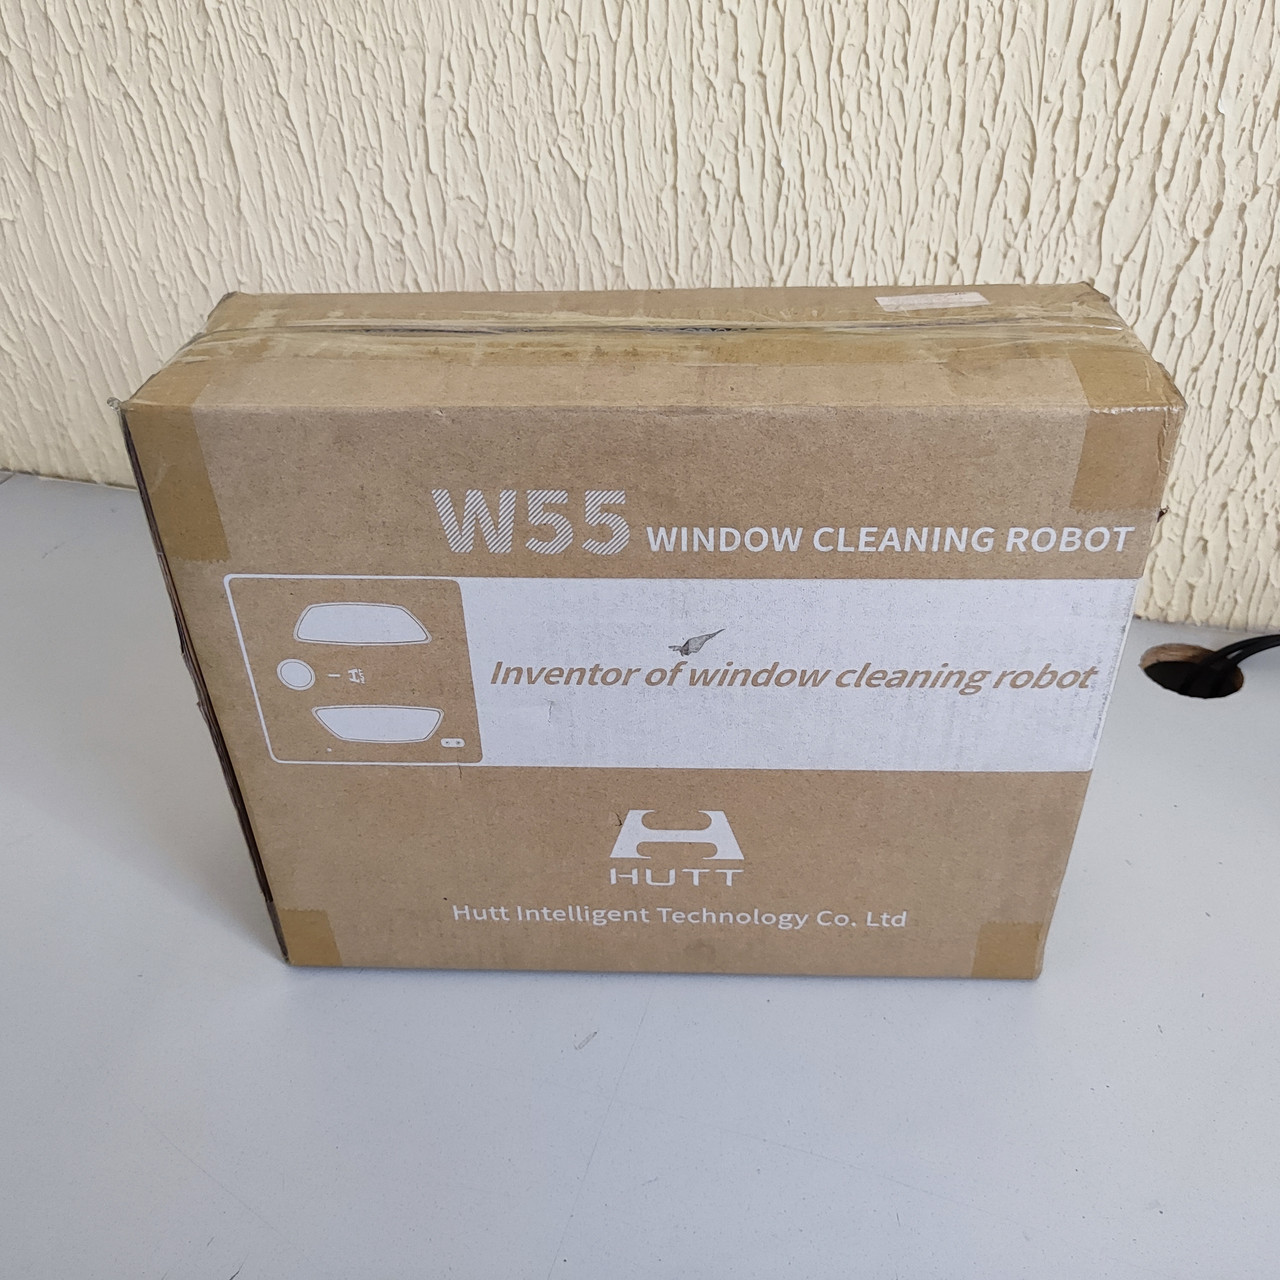 W55 WINDOW CLEANING ROBOT
Inventor of window cleaning robot
HUTT
Hutt Intelligent Technology Co. Ltd